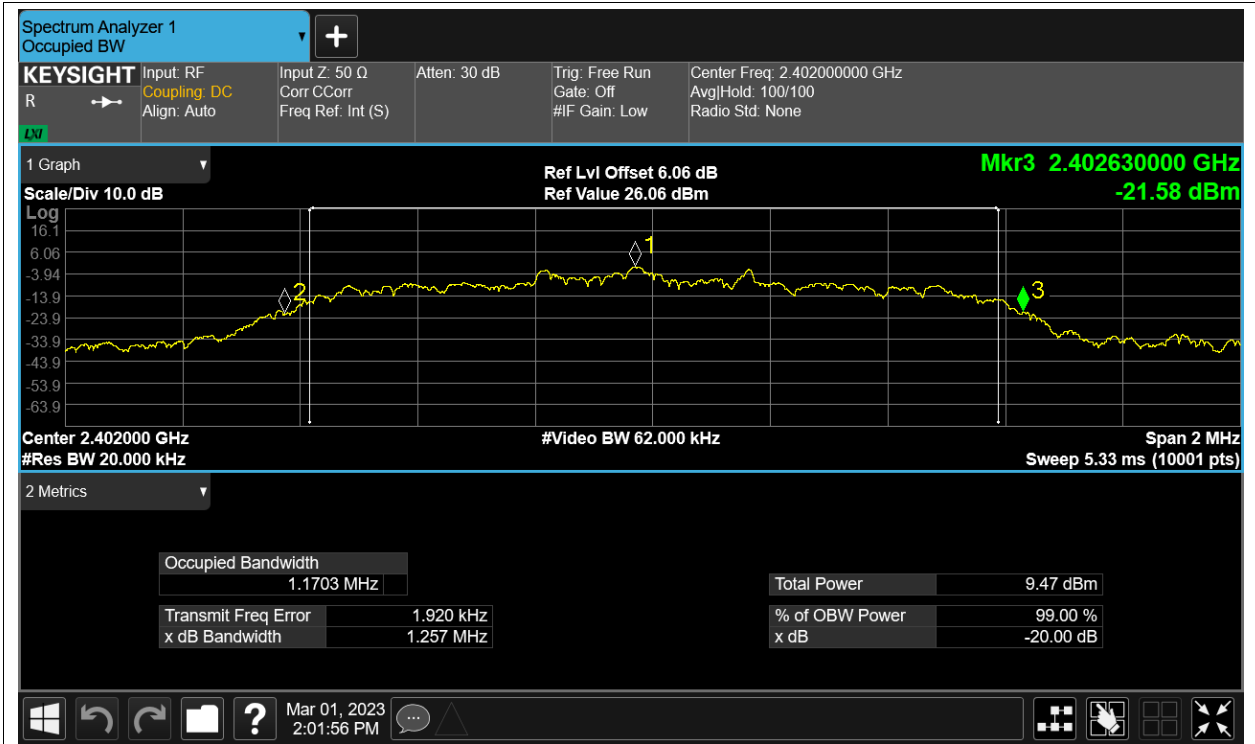 Spectrum Analyzer 1
Occupied BW
KEYSIGHT
R
LXI
Input: RF
Coupling: DC
Align: Auto
Input Z: 50 Ω
Corr CCorr
Freq Ref: Int (S)
Atten: 30 dB
Trig: Free Run
Gate: Off
#IF Gain: Low
Center Freq: 2.402000000 GHz
Avg|Hold: 100/100
Radio Std: None
1 Graph
Scale/Div 10.0 dB
Ref Lvl Offset 6.06 dB
Ref Value 26.06 dBm
Mkr3 2.402630000 GHz
-21.58 dBm
Log
16.1
6.06
-3.94
-13.9
-23.9
-33.9
-43.9
-53.9
-63.9
1
2
3
Center 2.402000 GHz
#Video BW 62.000 kHz
Span 2 MHz
#Res BW 20.000 kHz
Sweep 5.33 ms (10001 pts)
2 Metrics
Occupied Bandwidth
1.1703 MHz
Total Power 9.47 dBm
Transmit Freq Error 1.920 kHz
% of OBW Power 99.00 %
x dB Bandwidth 1.257 MHz
x dB -20.00 dB
?
Mar 01, 2023
2:01:56 PM